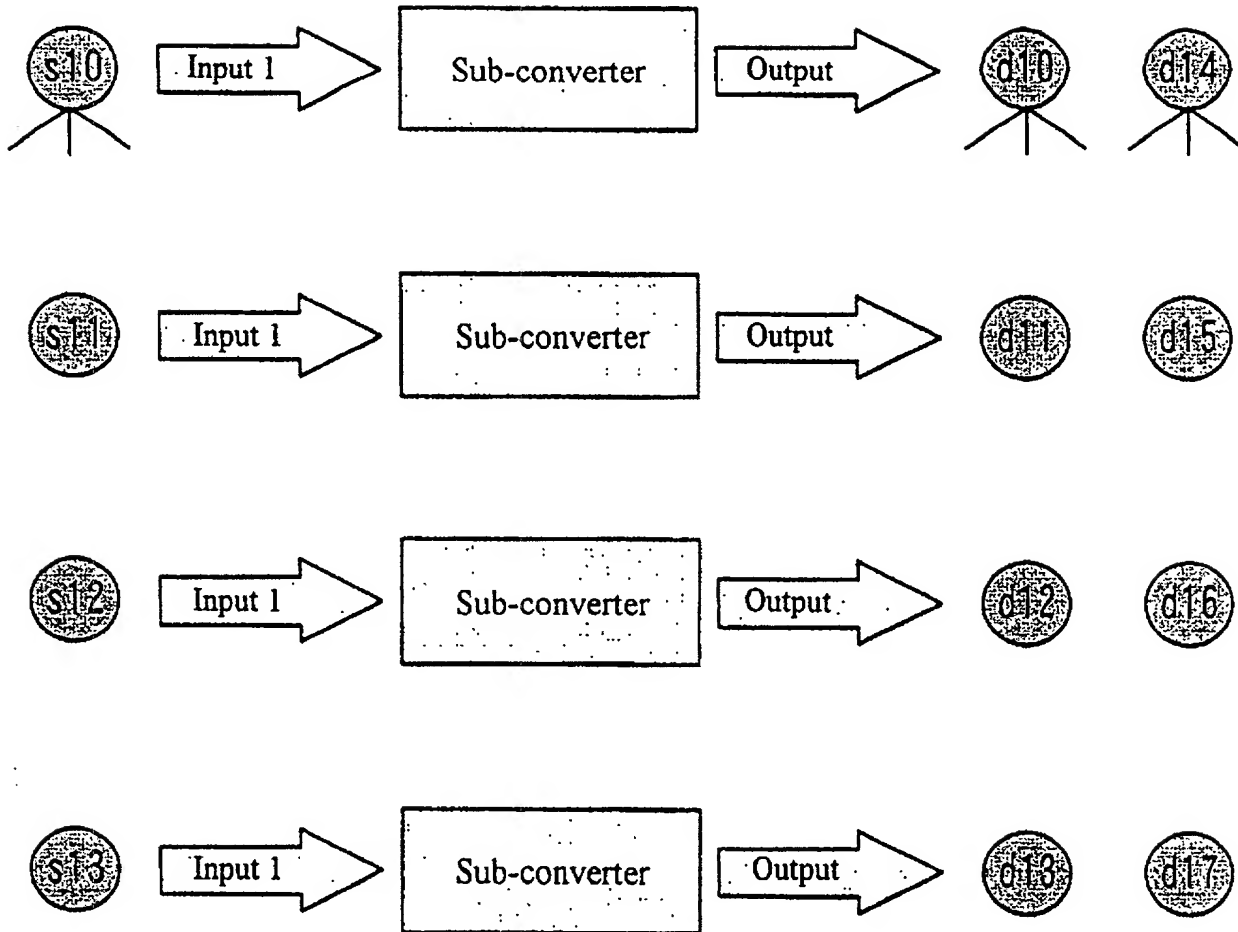 s10 Input 1 Sub-converter Output d10 d14
s11 Input 1 Sub-converter Output d11 d15
s12 Input 1 Sub-converter Output d12 d16
s13 Input 1 Sub-converter Output d13 d17